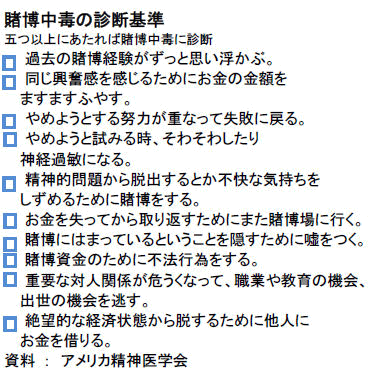 賭博中毒の診断基準
五つ以上にあたれば賭博中毒に診断
過去の賭博経験がずっと思い浮かぶ。
同じ興奮感を感じるためにお金の金額を
ますますふやす。
やめようとする努力が重なって失敗に戻る。
やめようと試みる時、そわそわしたり
神経過敏になる。
精神的問題から脱出するとか不快な気持ちを
しずめるために賭博をする。
お金を失ってから取り返すためにまた賭博場に行く。
賭博にはまっているということを隠すために嘘をつく。
賭博資金のために不法行為をする。
重要な対人関係が危うくなって、職業や教育の機会、
出世の機会を逃す。
絶望的な経済状態から脱するために他人に
お金を借りる。
資料 ： アメリカ精神医学会